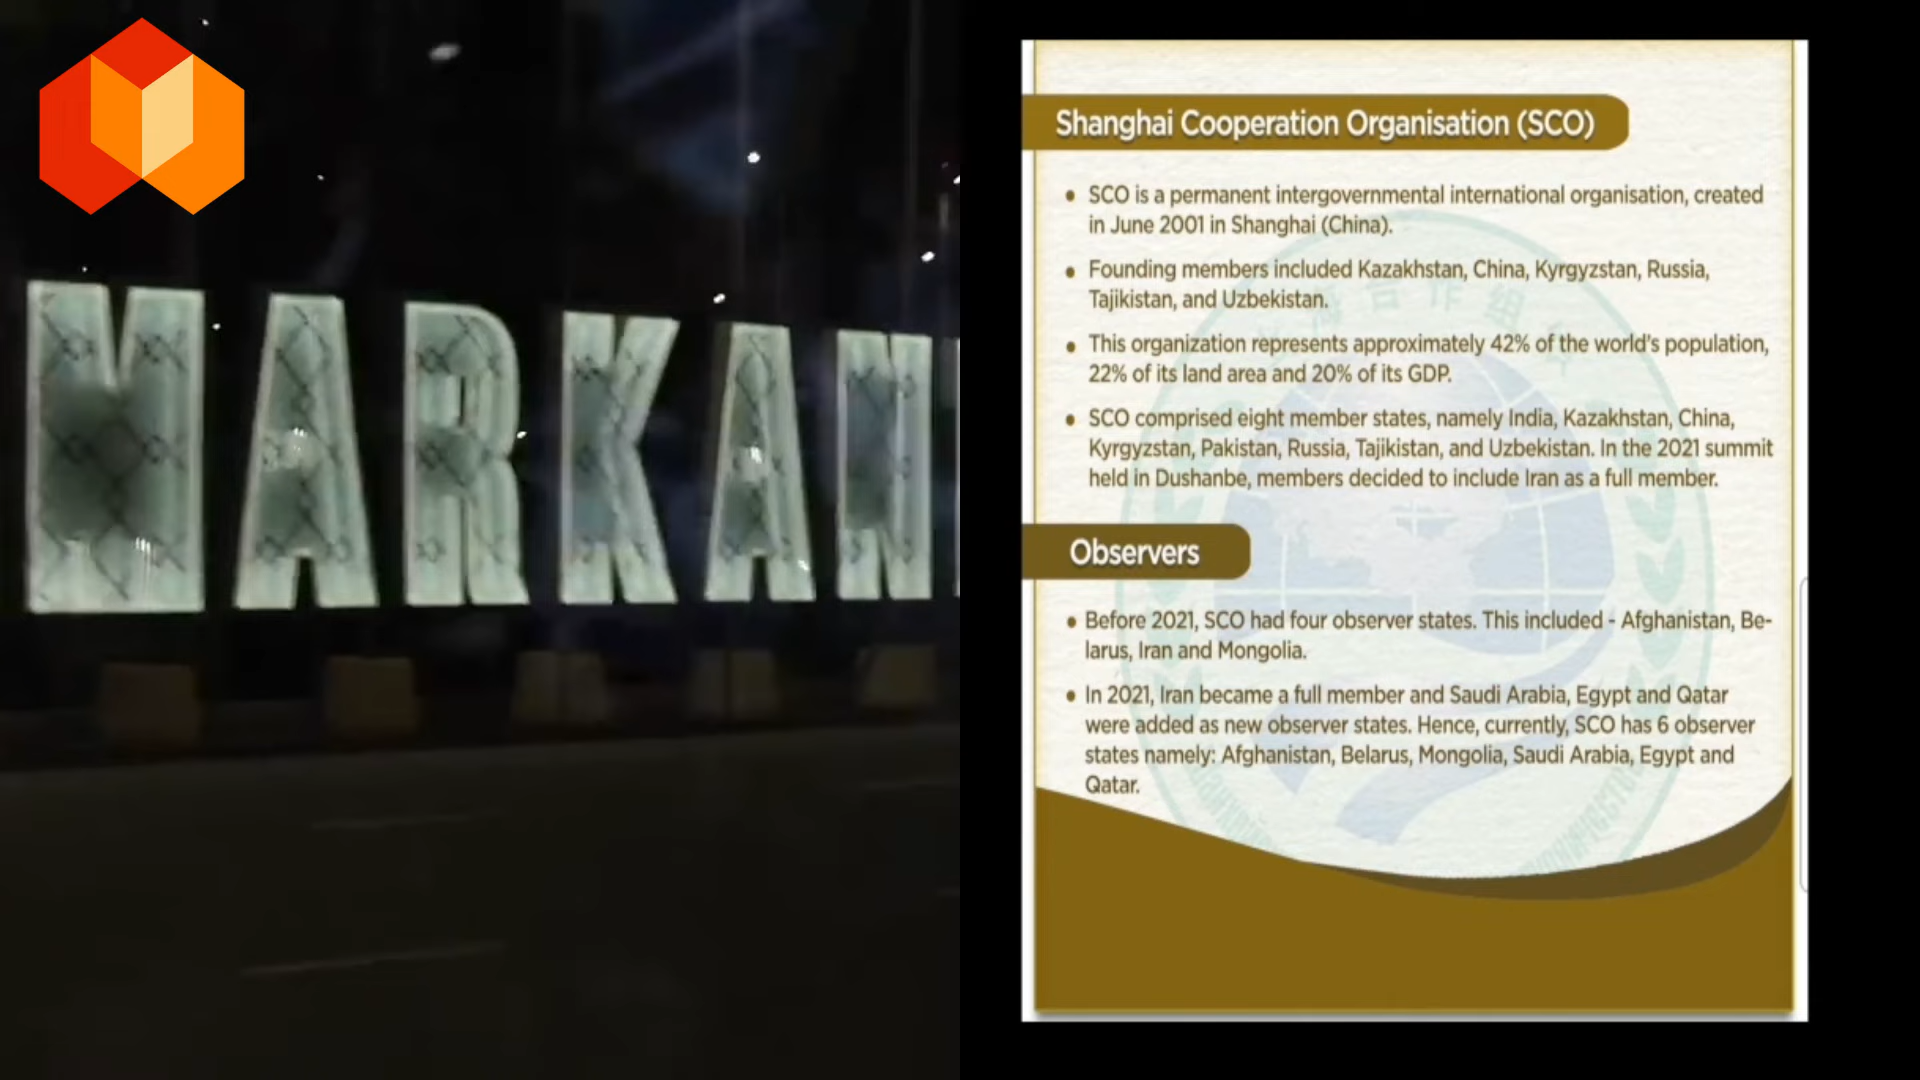 MARKAN
Shanghai Cooperation Organisation (SCO)
• SCO is a permanent intergovernmental international organisation, created
in June 2001 in Shanghai (China).
• Founding members included Kazakhstan, China, Kyrgyzstan, Russia,
Tajikistan, and Uzbekistan.
• This organization represents approximately 42% of the world's population,
22% of its land area and 20% of its GDP.
• SCO comprised eight member states, namely India, Kazakhstan, China,
Kyrgyzstan, Pakistan, Russia, Tajikistan, and Uzbekistan. In the 2021 summit
held in Dushanbe, members decided to include Iran as a full member.
Observers
• Before 2021, SCO had four observer states. This included - Afghanistan, Be-
larus, Iran and Mongolia.
• In 2021, Iran became a full member and Saudi Arabia, Egypt and Qatar
were added as new observer states. Hence, currently, SCO has 6 observer
states namely: Afghanistan, Belarus, Mongolia, Saudi Arabia, Egypt and
Qatar.